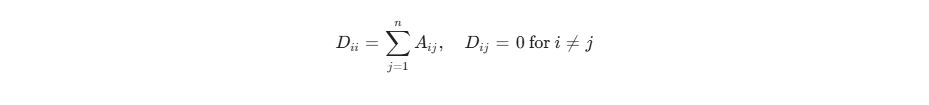 $D_{ii} = \sum_{j=1}^{n} A_{ij}, \quad D_{ij} = 0 \text{ for } i \neq j$